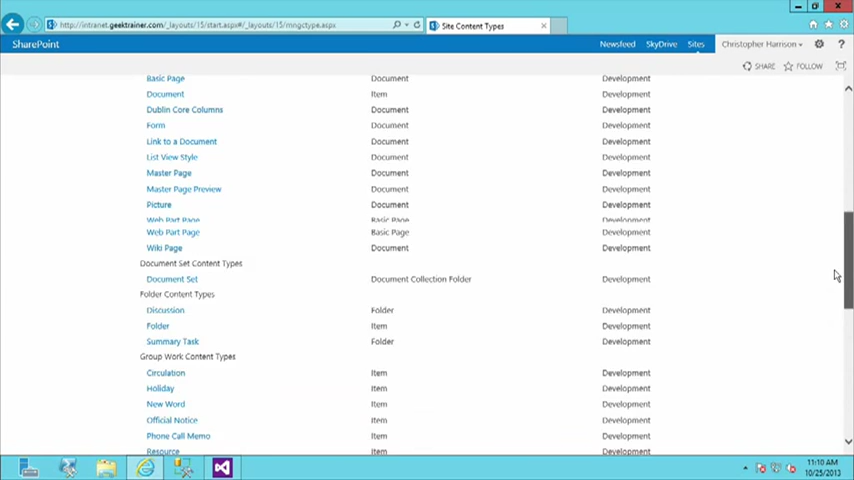 http://intranet.geektrainer.com/_layouts/15/start.aspx#/_layouts/15/mngctype.aspx
Site Content Types
SharePoint Newsfeed SkyDrive Sites Christopher Harrison ?
SHARE FOLLOW
Basic Page Document Development
Document Item Development
Dublin Core Columns Document Development
Form Document Development
Link to a Document Document Development
List View Style Document Development
Master Page Document Development
Master Page Preview Document Development
Picture Document Development
Web Part Page Basic Page Development
Web Part Page Basic Page Development
Wiki Page Document Development
Document Set Content Types
Document Set Document Collection Folder Development
Folder Content Types
Discussion Folder Development
Folder Item Development
Summary Task Folder Development
Group Work Content Types
Circulation Item Development
Holiday Item Development
New Word Item Development
Official Notice Item Development
Phone Call Memo Item Development
Resource Item Development
11:10 AM
10/25/2013